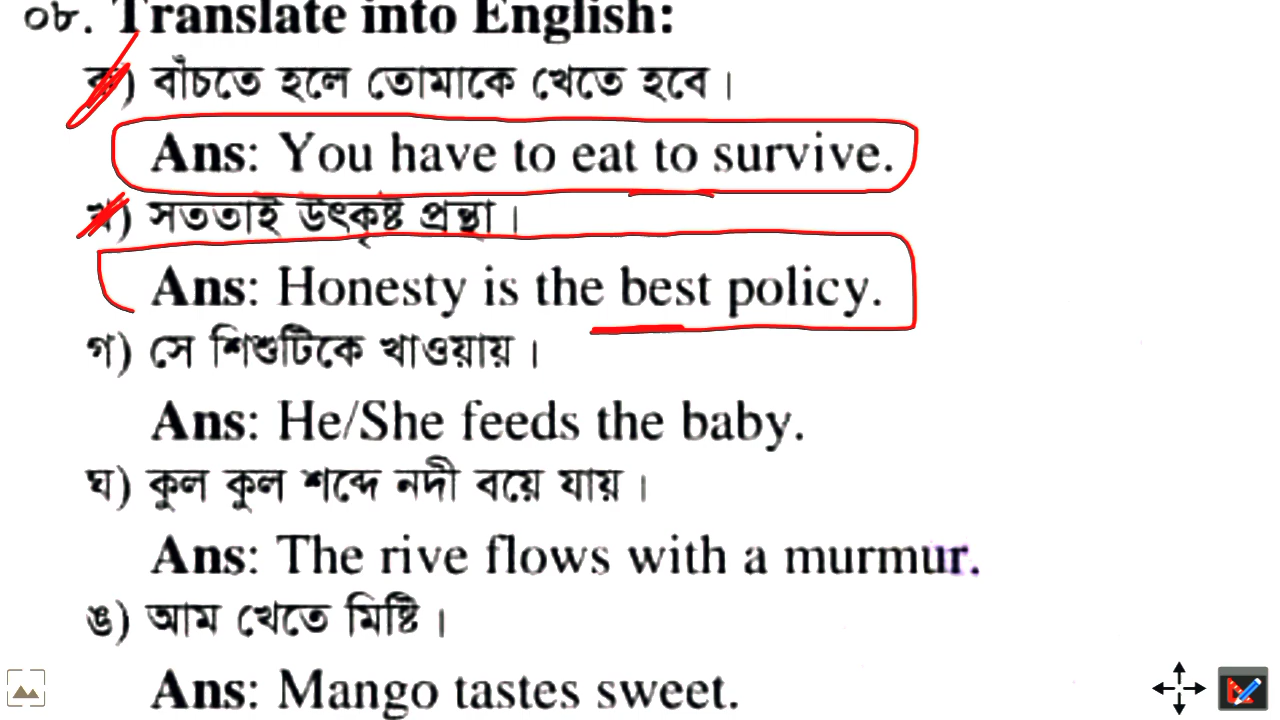 ০৮. Translate into English:
ক) বাঁচতে হলে তোমাকে খেতে হবে।
Ans: You have to eat to survive.
খ) সততাই উৎকৃষ্ট প্রন্থা।
Ans: Honesty is the best policy.
গ) সে শিশুটিকে খাওয়ায়।
Ans: He/She feeds the baby.
ঘ) কুল কুল শব্দে নদী বয়ে যায়।
Ans: The rive flows with a murmur.
ঙ) আম খেতে মিষ্টি।
Ans: Mango tastes sweet.